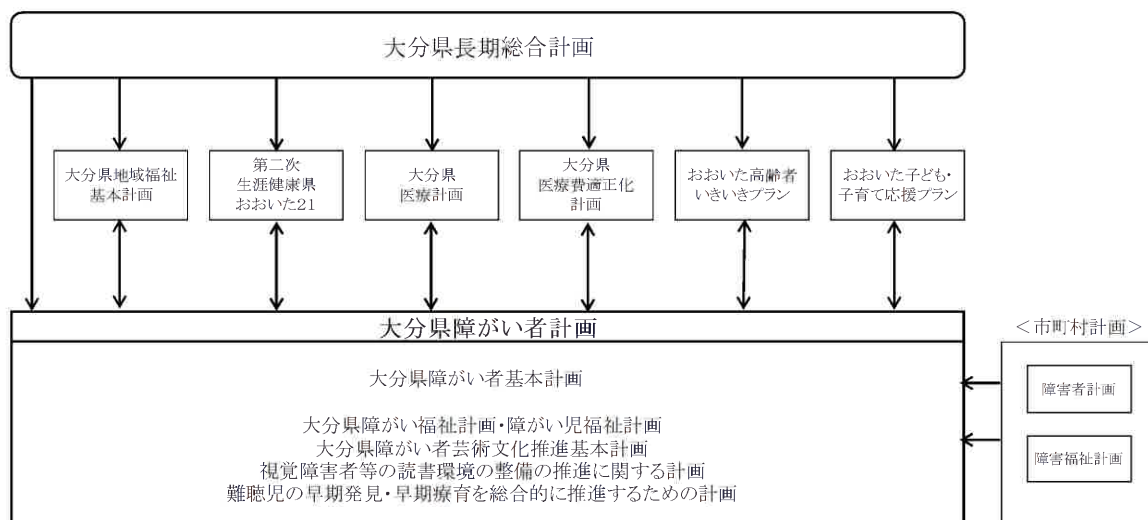 大分県長期総合計画
大分県地域福祉
基本計画
第二次
生涯健康県
おおいた21
大分県
医療計画
大分県
医療費適正化
計画
おおいた高齢者
いきいきプラン
おおいた子ども・
子育て応援プラン
大分県障がい者計画
大分県障がい者基本計画
大分県障がい福祉計画・障がい児福祉計画
大分県障がい者芸術文化推進基本計画
視覚障害者等の読書環境の整備の推進に関する計画
難聴児の早期発見・早期療育を総合的に推進するための計画
＜市町村計画＞
障害者計画
障害福祉計画